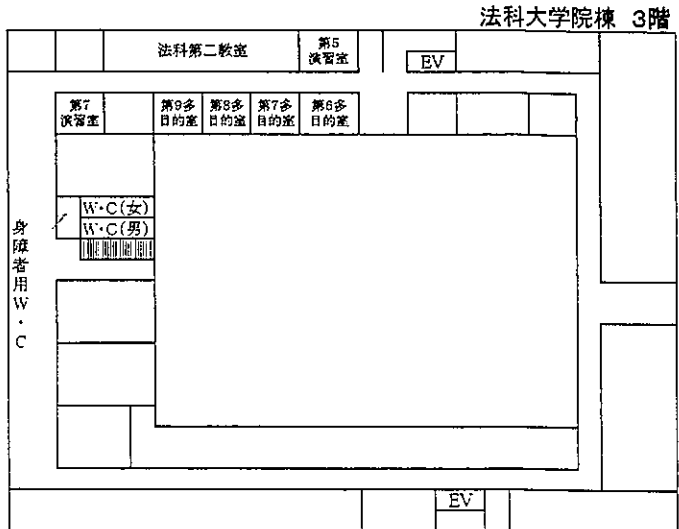 法科大学院棟 3階
法科第二教室
第5
演習室
EV
第7
演習室
第9多
目的室
第8多
目的室
第7多
目的室
第6多
目的室
W・C(女)
W・C(男)
身障者用W・C
EV